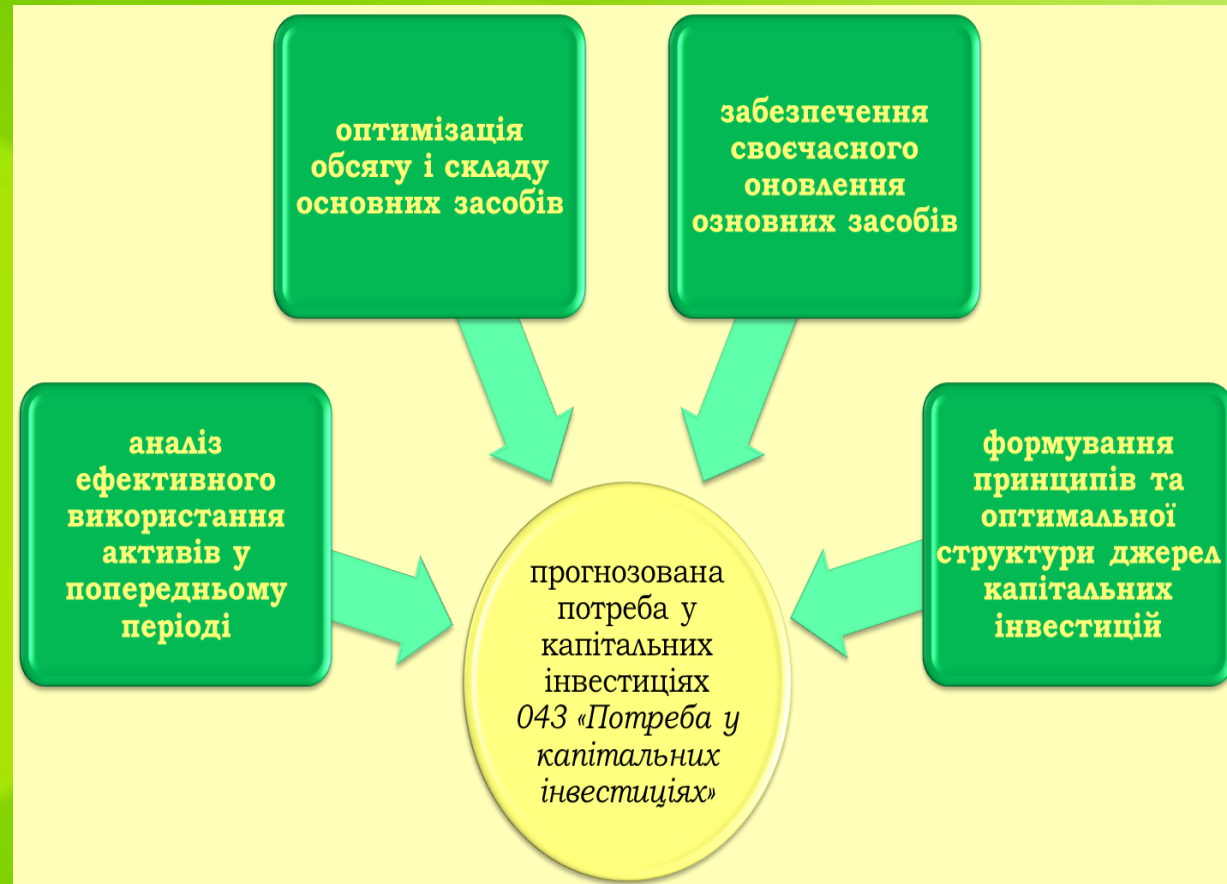 оптимізація
обсягу і складу
основних засобів
забезпечення
своєчасного
оновлення
озновних засобів
аналіз
ефективного
використання
активів у
попередньому
періоді
формування
принципів та
оптимальної
структури джерел
капітальних
інвестицій
прогнозована
потреба у
капітальних
інвестиціях
043 «Потреба у
капітальних
інвестиціях»